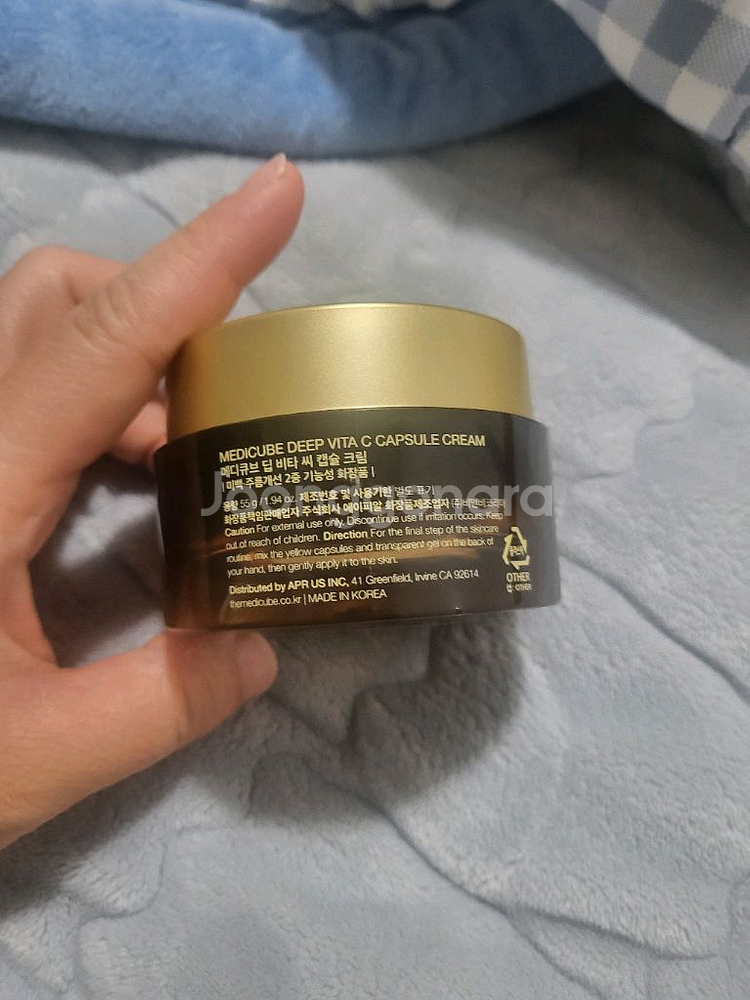 MEDICUBE DEEP VITA C CAPSULE CREAM
메디큐브 딥 비타 씨 캡슐 크림
미백·주름개선 2중 기능성 화장품 |
용량 55 g / 1.94 oz. 제조번호 및 사용기한 별도 표기
화장품책임판매업자 주식회사 에이피알 화장품제조업자
Caution For external use only. Discontinue use if irritation occurs. Keep
out of reach of children. Direction For the final step of the skincare
routine, mix the yellow capsules and transparent gel on the back of
your hand, then gently apply it to the skin.
Distributed by APR US INC, 41 Greenfield, Irvine CA 92614
themedicube.co.kr | MADE IN KOREA
OTHER
캡: OTHER
Joongonara